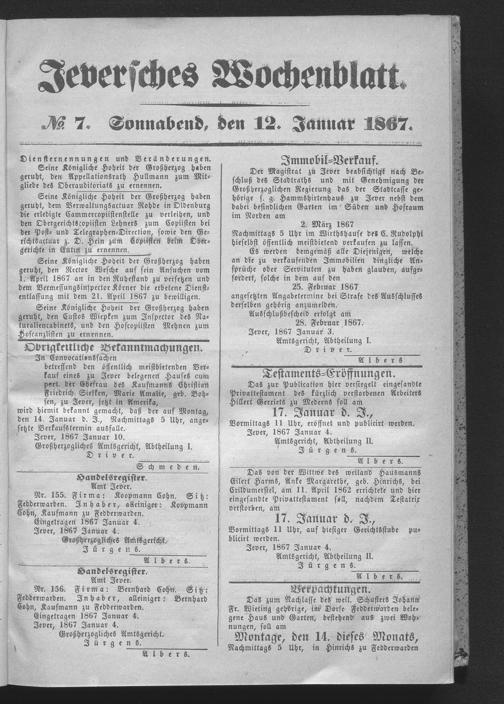 Jeversches Wochenblatt.
№ 7. Sonnabend, den 12. Januar 1867.
Diensternennungen und Veränderungen.
Seine Königliche Hoheit der Großherzog haben
geruht, den Appellationsrath Hullmann zum Mit-
gliede des Oberauditoriats zu ernennen.
Seine Königliche Hoheit der Großherzog haben
geruht, dem Verwaltungsactuar Rohde in Oldenburg
die erledigte Cammercopiistenstelle zu verleihen, und
den Obergerichtscopiisten Lehners zum Copiisten bei
der Post- und Telegraphen-Direction, sowie den Ge-
richtsactuar z. D. Hein zum Copiisten beim Ober-
gerichte in Eutin zu ernennen.
Seine Königliche Hoheit der Großherzog haben
geruht, den Rector Wesche auf sein Ansuchen vom
1. April 1867 an in den Ruhestand zu versetzen und
dem Vermessungsinspector Körner die erbetene Dienst-
entlassung mit dem 21. April 1867 zu bewilligen.
Seine Königliche Hoheit der Großherzog haben
geruht, den Custos Wiepken zum Inspector des Na-
turaliencabinets, und den Hofcopiisten Mehnen zum
Hofcanzlisten zu ernennen.
Obrigkeitliche Bekanntmachungen.
In Convocationssachen
betreffend den öffentlich meistbietenden Ver-
kauf eines zu Jever belegenen Hauses cum
pert. der Ehefrau des Kaufmanns Christian
Friedrich Siefken, Marie Amalie, geb. Boh-
sen, zu Jever, jetzt in Amerika,
wird hiemit bekannt gemacht, daß der auf Montag,
den 14. Januar d. J., Nachmittags 5 Uhr, ange-
setzte Verkaufstermin ausfalle.
Jever, 1867 Januar 10.
Großherzogliches Amtsgericht, Abtheilung I.
Driver.
Schmeden.
Handelsregister.
Amt Jever.
Nr. 155. Firma: Koopmann Cohn. Sitz:
Fedderwarden. Inhaber, alleiniger: Koopmann
Cohn, Kaufmann zu Fedderwarden.
Eingetragen 1867 Januar 4.
Jever, 1867 Januar 4.
Großherzogliches Amtsgericht.
Jürgens.
Albers.
Handelsregister.
Amt Jever.
Nr. 156. Firma: Bernhard Cohn. Sitz:
Fedderwarden. Inhaber, alleiniger: Bernhard
Cohn, Kaufmann zu Fedderwarden.
Eingetragen 1867 Januar 4.
Jever, 1867 Januar 4.
Großherzogliches Amtsgericht.
Jürgens.
Albers.
Immobil-Verkauf.
Der Magistrat zu Jever beabsichtigt nach Be-
schluß des Stadtraths und mit Genehmigung der
Großherzoglichen Regierung das der Stadtcasse ge-
hörige s. g. Hammshirtenhaus zu Jever nebst dem
dabei befindlichen Garten im Süden und Hofraum
im Norden am
2. März 1867
Nachmittags 5 Uhr im Wirthshause des C. Rudolphi
hieselbst öffentlich meistbietend verkaufen zu lassen.
Es werden demgemäß alle Diejenigen, welche
an die zu verkaufenden Immobilien dingliche An-
sprüche oder Servituten zu haben glauben, aufge-
fordert, solche in dem auf den
25. Februar 1867
angesetzten Angabetermine bei Strafe des Ausschlusses
derselben gehörig anzumelden.
Ausschlußbescheid erfolgt am
28. Februar 1867.
Jever, 1867 Januar 3.
Amtsgericht, Abtheilung I.
Driver.
Albers
Testaments-Eröffnungen.
Das zur Publication hier versiegelt eingesandte
Privattestament des kürzlich verstorbenen Arbeiters
Hillert Gerriets zu Mederns soll am
17. Januar d. J.,
Vormittags 11 Uhr, eröffnet und publicirt werden.
Jever, 1867 Januar 4.
Amtsgericht, Abtheilung II.
Jürgens.
Albers.
Das von der Wittwe des weiland Hausmanns
Eilert Harms, Anke Margarethe, geb. Hinrichs, bei
Grilldumersiel, am 11. April 1862 errichtete und hier
eingesandte Privattestament soll, nachdem Testatrix
verstorben, am
17. Januar d. J.,
Vormittags 11 Uhr, auf hiesiger Gerichtsstube pu-
blicirt werden.
Jever, 1867 Januar 4.
Amtsgericht, Abtheilung II.
Jürgens.
Albers.
Verpachtungen.
Das zum Nachlasse des weil. Schusters Johann
Fr. Wieting gehörige, im Dorfe Fedderwarden bele-
gene Haus und Garten, bestehend aus zwei Woh-
nungen, soll am
Montage, den 14. dieses Monats,
Nachmittags 5 Uhr, in Hinrichs zu Fedderwarden